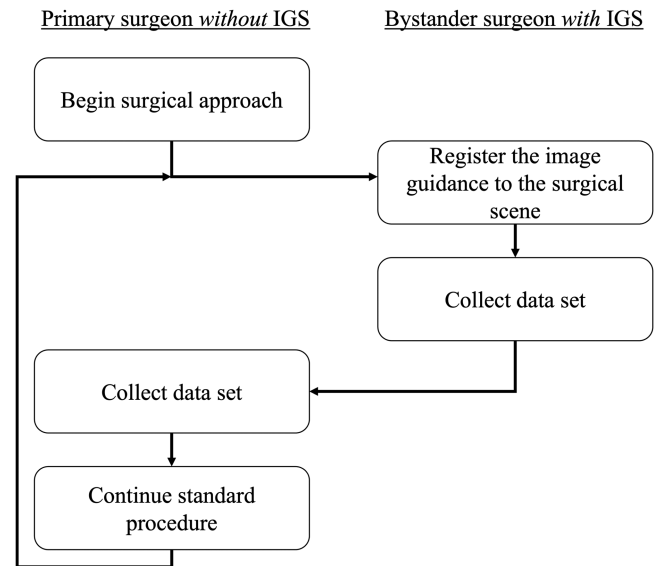 Primary surgeon without IGS
Bystander surgeon with IGS
Begin surgical approach
Register the image
guidance to the surgical
scene
Collect data set
Collect data set
Continue standard
procedure